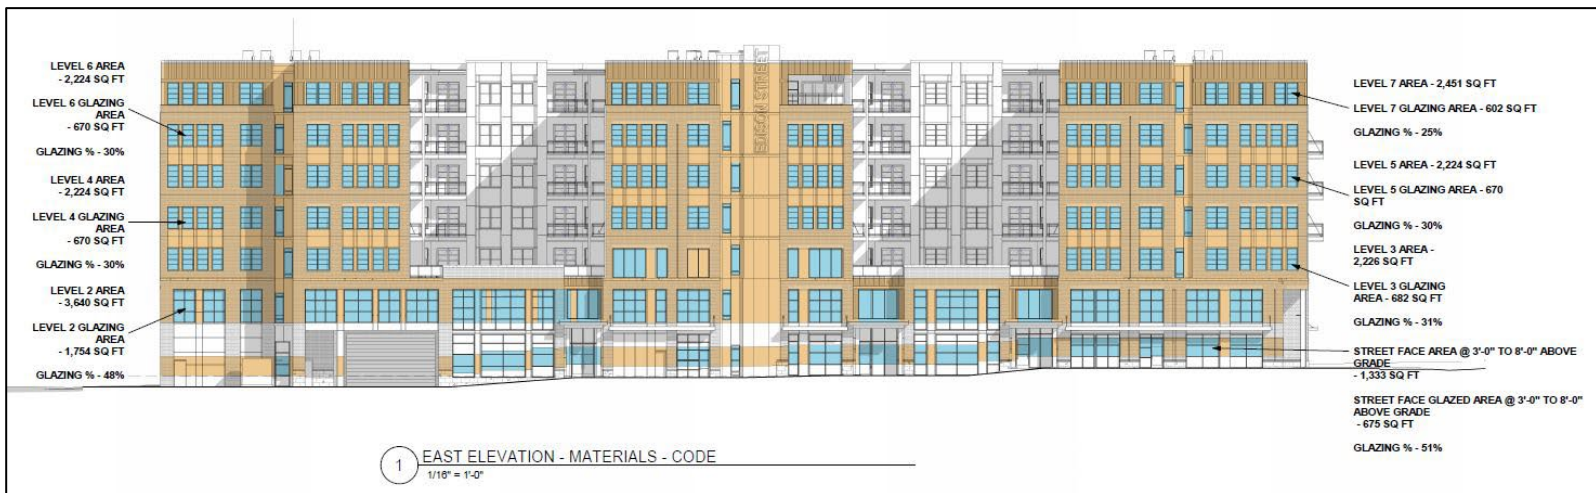 LEVEL 6 AREA
- 2,224 SQ FT
LEVEL 6 GLAZING
AREA
- 670 SQ FT
GLAZING % - 30%
LEVEL 4 AREA
- 2,224 SQ FT
LEVEL 4 GLAZING
AREA
- 670 SQ FT
GLAZING % - 30%
LEVEL 2 AREA
- 3,640 SQ FT
LEVEL 2 GLAZING
AREA
- 1,754 SQ FT
GLAZING % - 48%
EDISON STREET
LEVEL 7 AREA - 2,451 SQ FT
LEVEL 7 GLAZING AREA - 602 SQ FT
GLAZING % - 25%
LEVEL 5 AREA - 2,224 SQ FT
LEVEL 5 GLAZING AREA - 670
SQ FT
GLAZING % - 30%
LEVEL 3 AREA -
2,226 SQ FT
LEVEL 3 GLAZING
AREA - 682 SQ FT
GLAZING % - 31%
STREET FACE AREA @ 3'-0" TO 8'-0" ABOVE
GRADE
- 1,333 SQ FT
STREET FACE GLAZED AREA @ 3'-0" TO 8'-0"
ABOVE GRADE
- 675 SQ FT
GLAZING % - 51%
1 EAST ELEVATION - MATERIALS - CODE
1/16" = 1'-0"